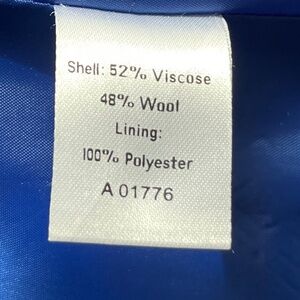 Shell: 52% Viscose
48% Wool
Lining:
100% Polyester
A 01776